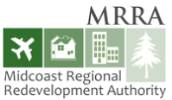 MRRA
Midcoast Regional
Redevelopment Authority